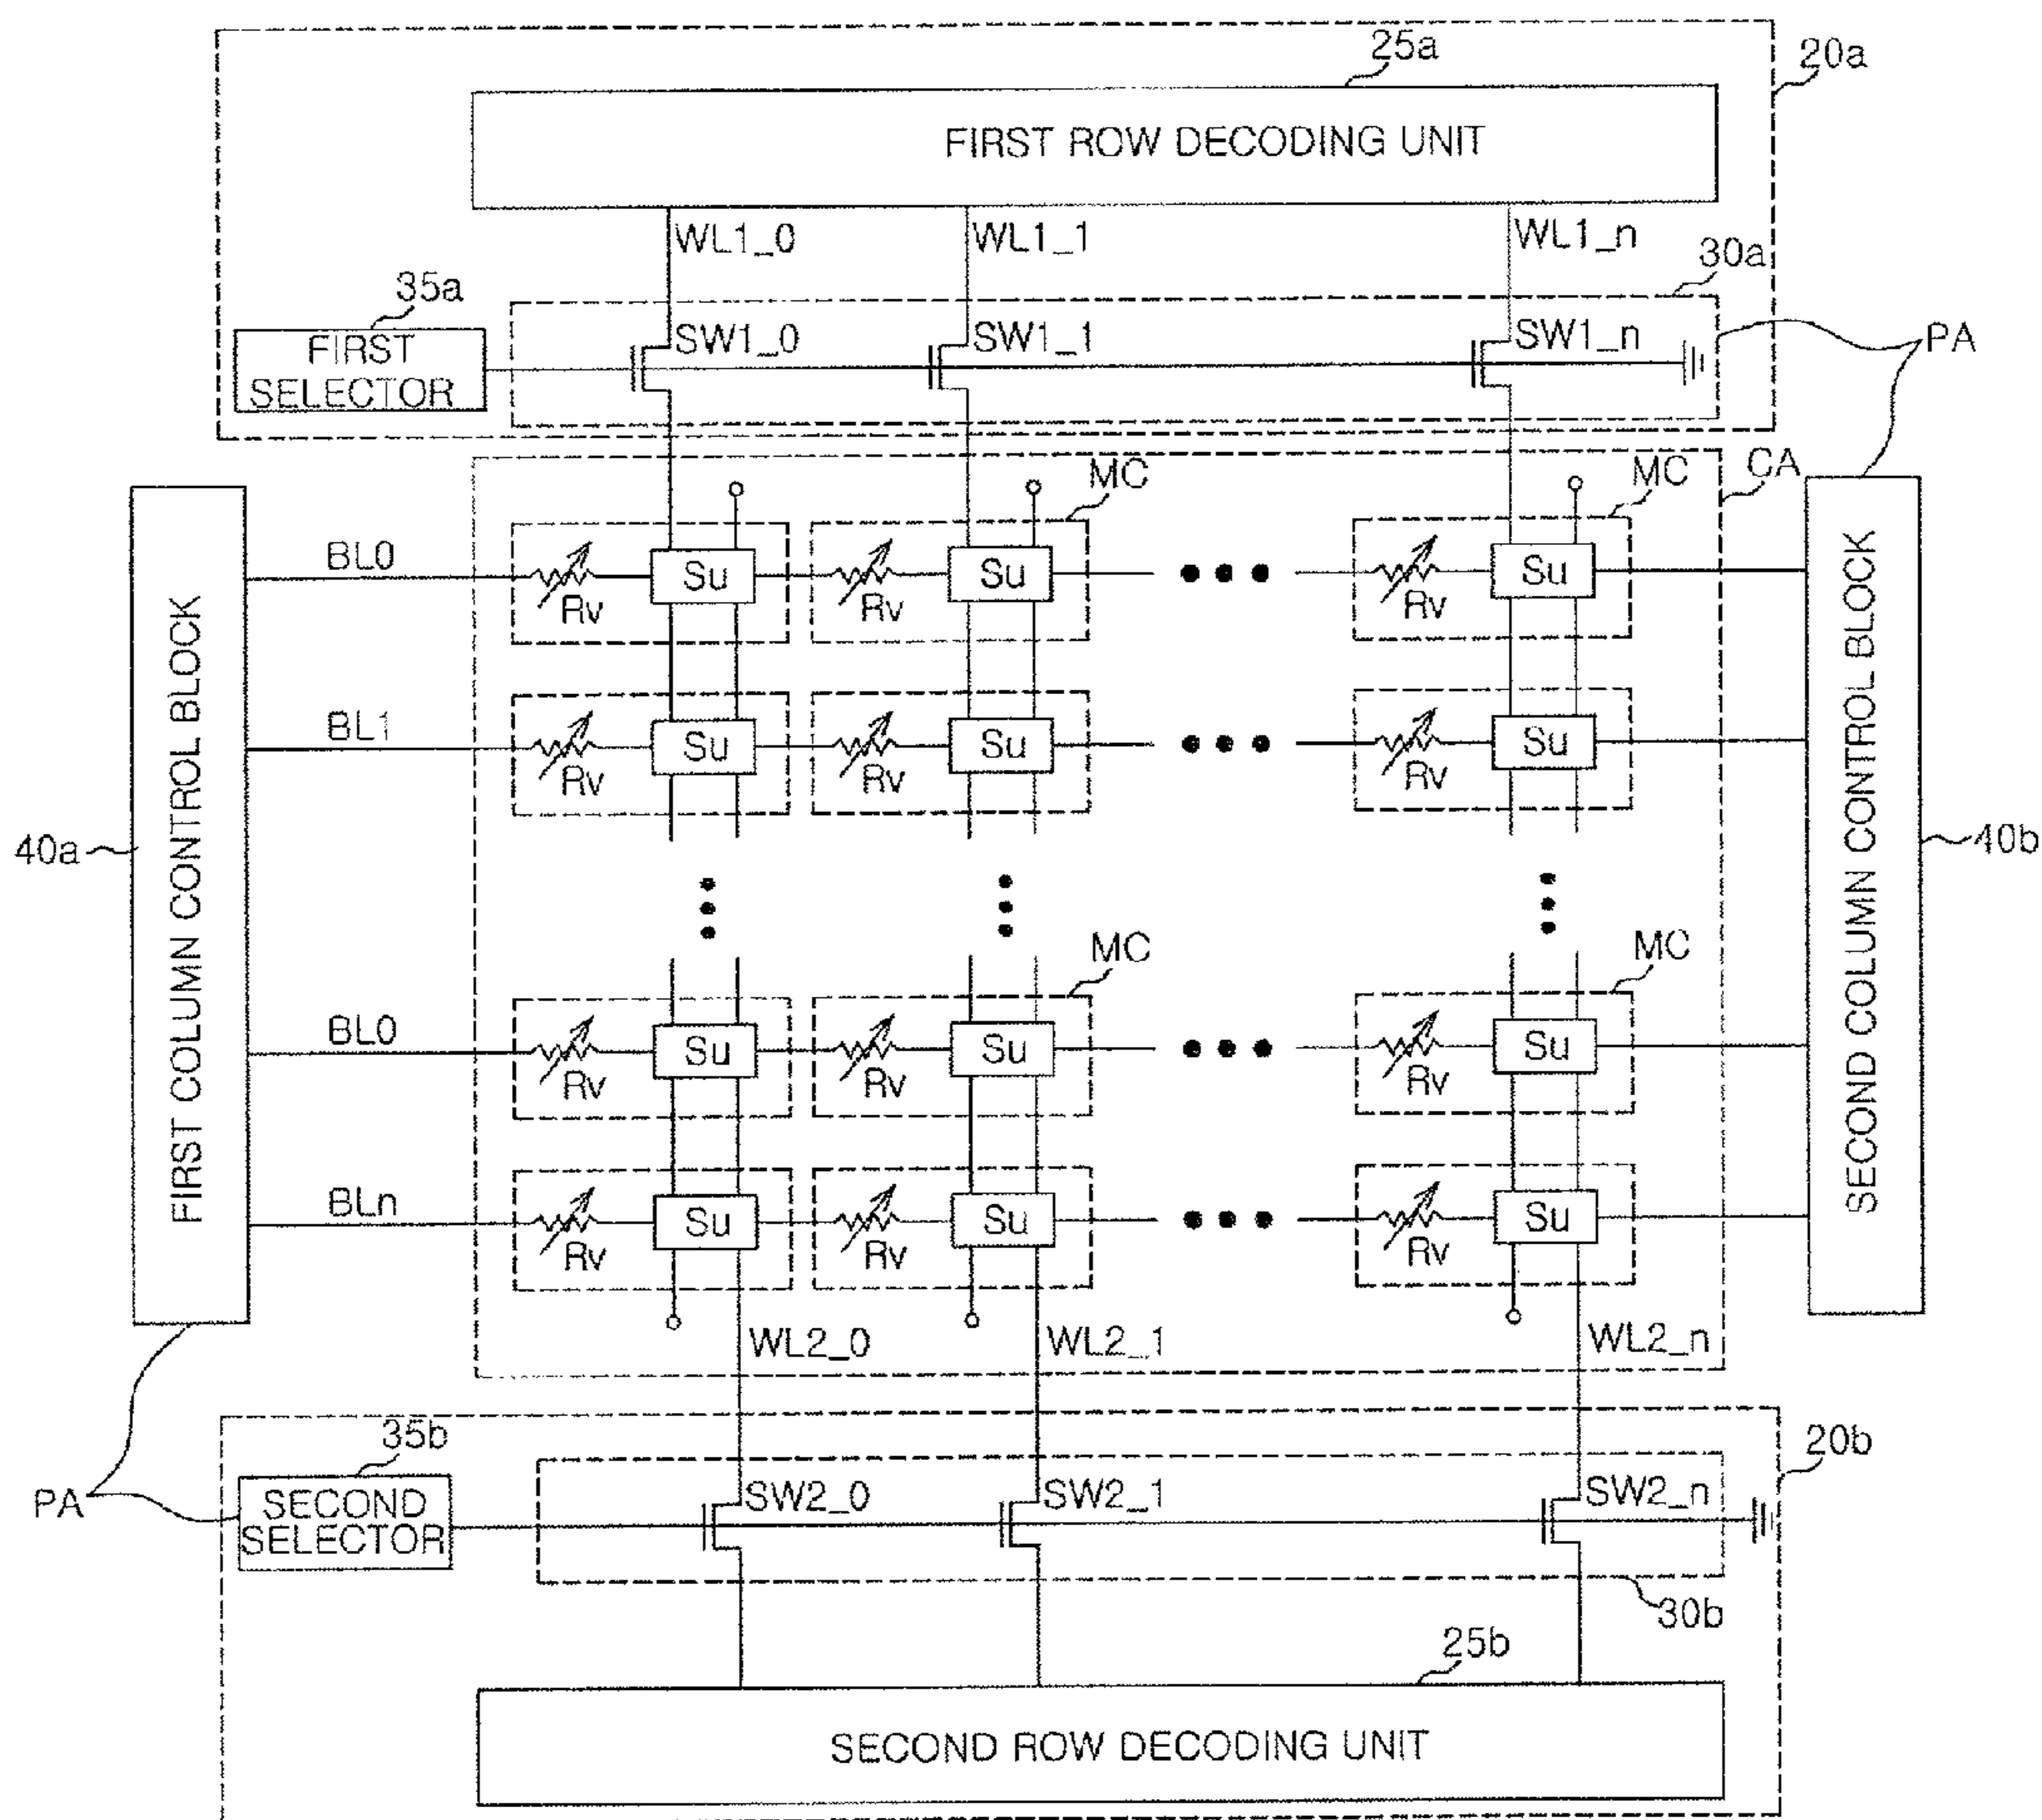 25a
20a
FIRST ROW DECODING UNIT
WL1_0
WL1_1
WL1_n
30a
35a
FIRST
SELECTOR
SW1_0
SW1_1
SW1_n
PA
MC
MC
CA
BL0
Rv
Su
Rv
Su
Rv
Su
BL1
Rv
Su
Rv
Su
Rv
Su
40a
FIRST COLUMN CONTROL BLOCK
SECOND COLUMN CONTROL BLOCK
40b
MC
MC
BL0
Rv
Su
Rv
Su
Rv
Su
BLn
Rv
Su
Rv
Su
Rv
Su
WL2_0
WL2_1
WL2_n
35b
20b
PA
SECOND
SELECTOR
SW2_0
SW2_1
SW2_n
30b
25b
SECOND ROW DECODING UNIT